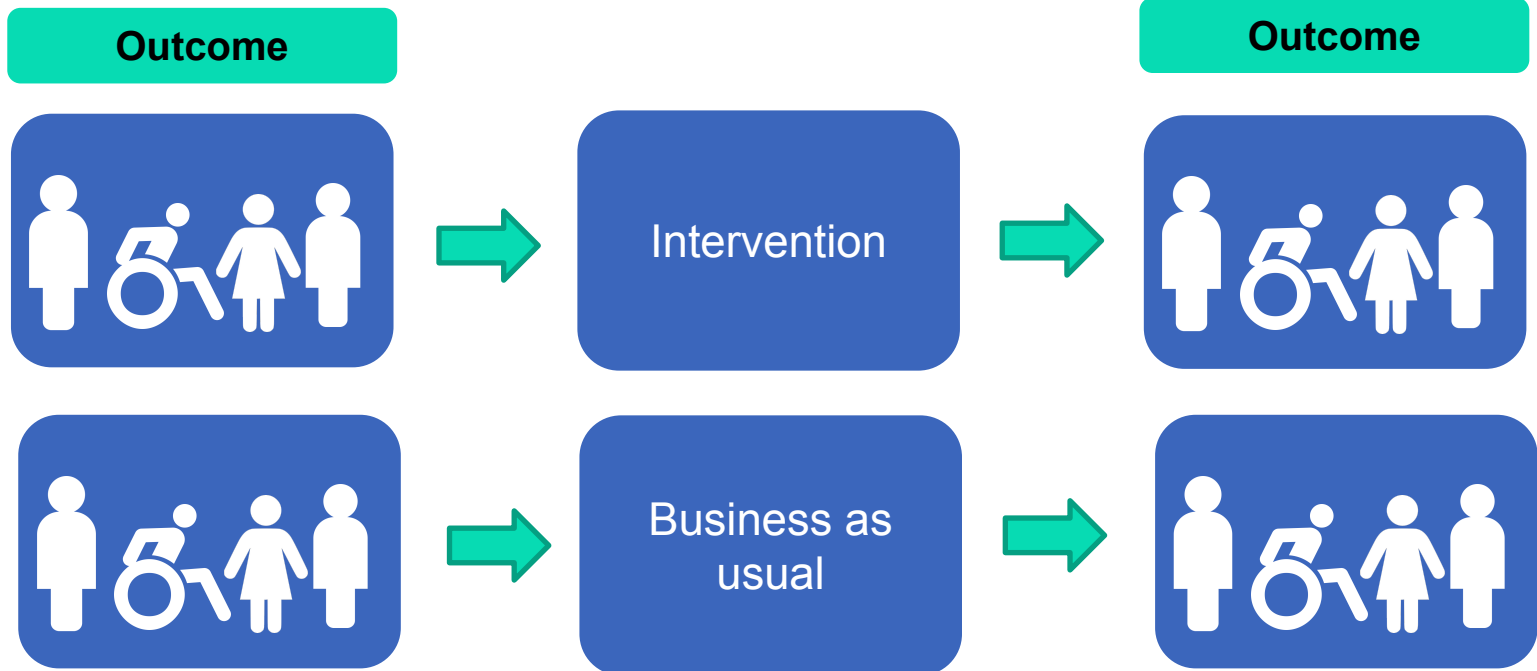 Outcome
Outcome
Intervention
Business as
usual